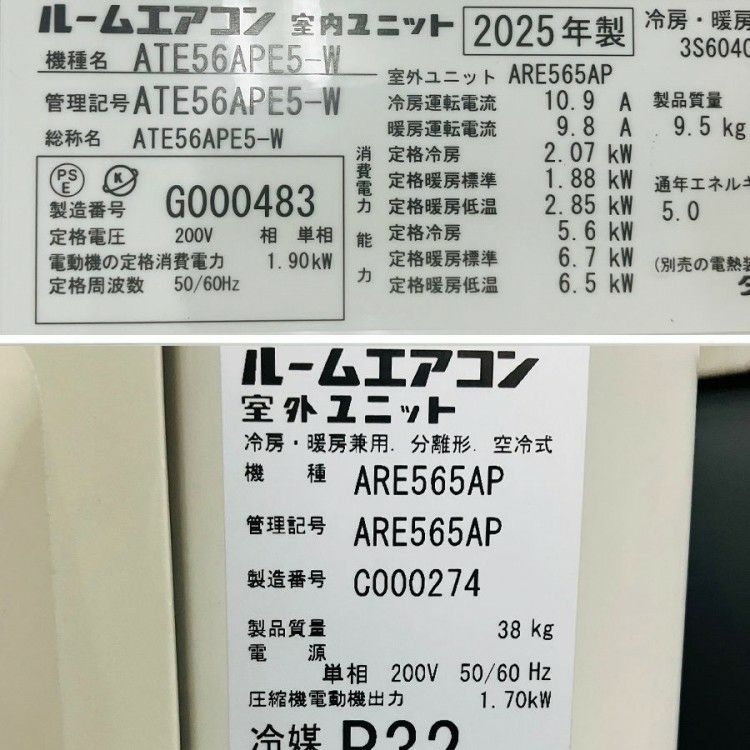 ルームエアコン 室内ユニット 2025年製 冷房・暖房
3S6040
機種名 ATE56APE5-W
管理記号 ATE56APE5-W
総称名 ATE56APE5-W
PS
E
製造番号 G000483
定格電圧 200V 相 単相
電動機の定格消費電力 1.90kW
定格周波数 50/60Hz
室外ユニット ARE565AP
冷房運転電流 10.9 A
暖房運転電流 9.8 A
消費電力
定格冷房 2.07 kW
定格暖房標準 1.88 kW
定格暖房低温 2.85 kW
能力
定格冷房 5.6 kW
定格暖房標準 6.7 kW
定格暖房低温 6.5 kW
製品質量
9.5 kg
通年エネルギ
5.0
(別売の電熱装
ルームエアコン
室外ユニット
冷房・暖房兼用. 分離形. 空冷式
機種 ARE565AP
管理記号 ARE565AP
製造番号 C000274
製品質量 38 kg
電源
単相 200V 50/60 Hz
圧縮機電動機出力 1.70kW
冷媒 R32